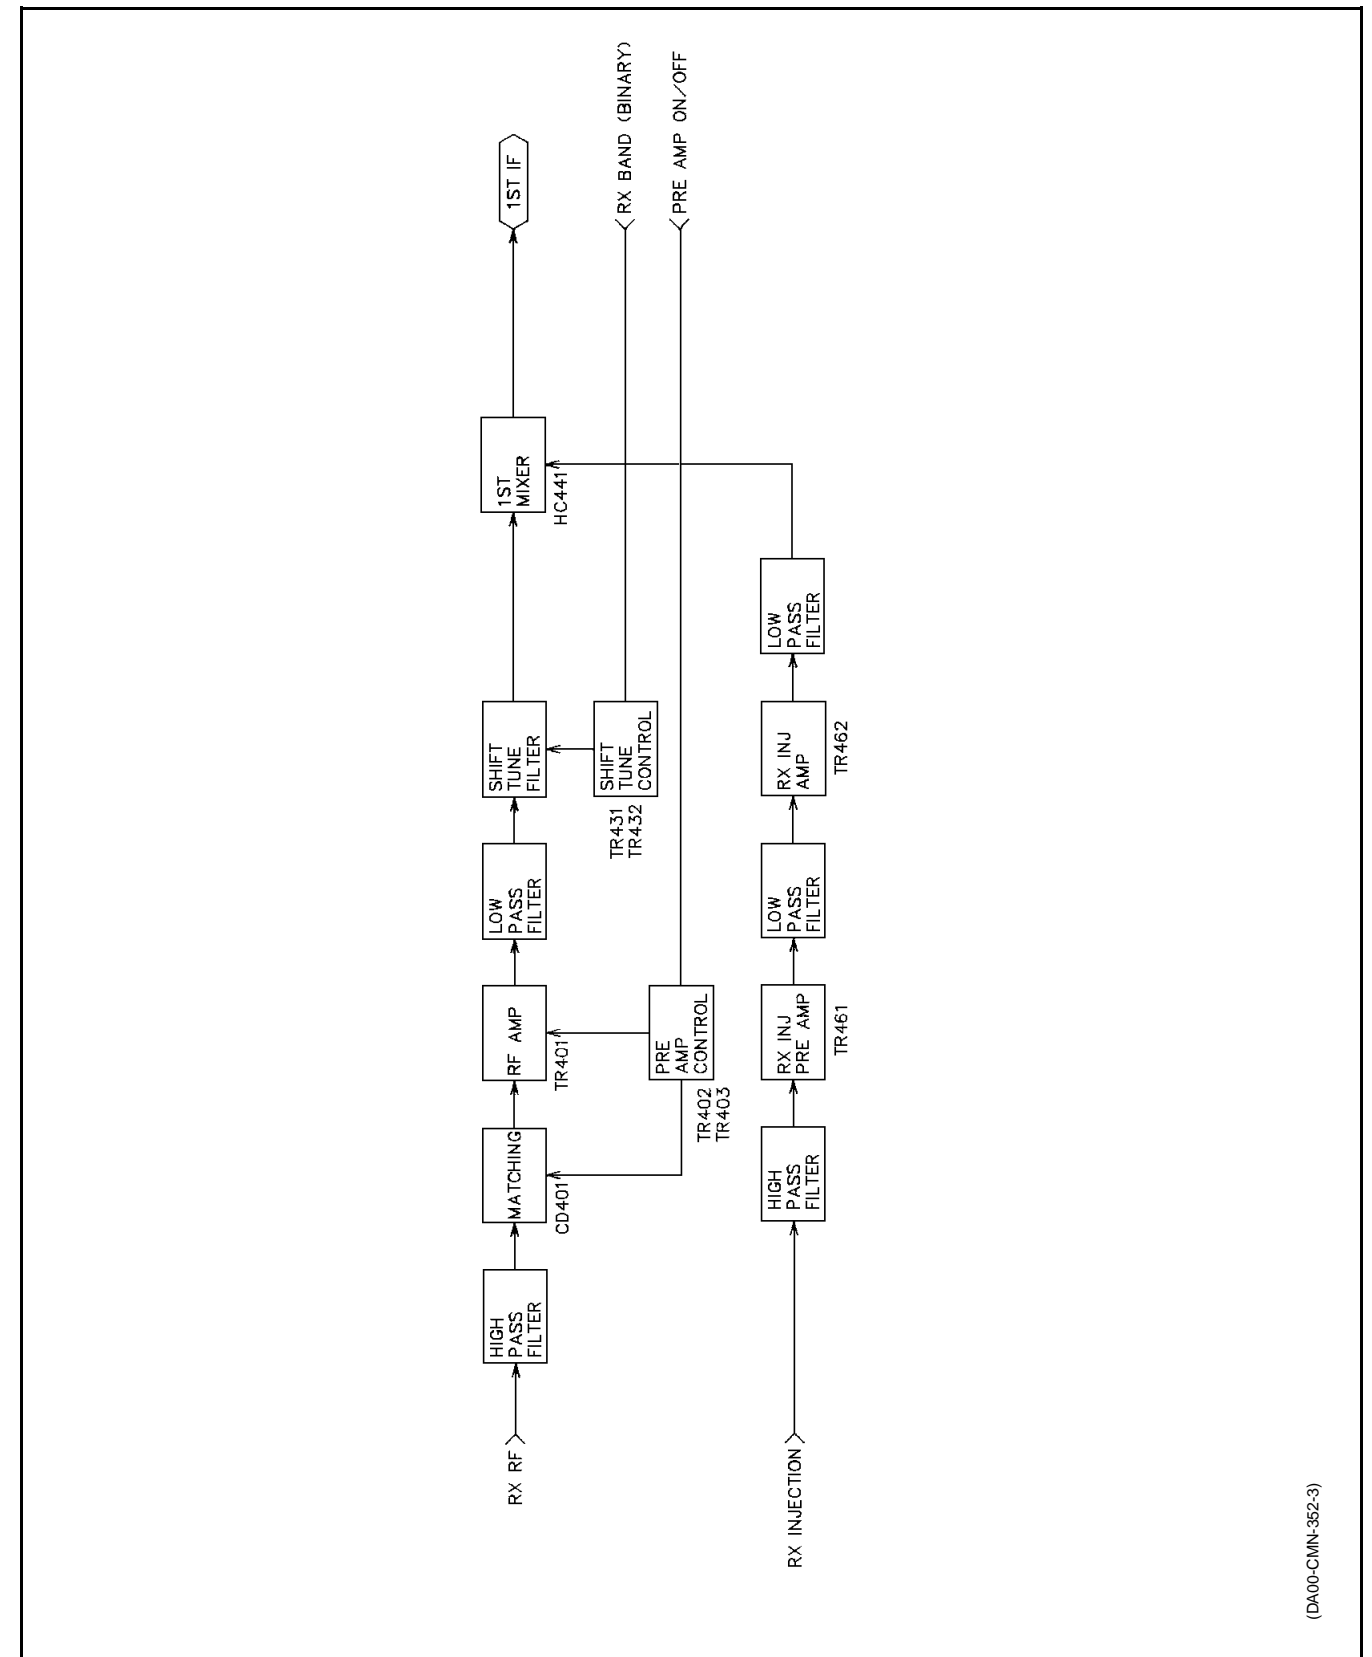 RX RF
HIGH
PASS
FILTER
MATCHING
CD401
RF AMP
TR401
LOW
PASS
FILTER
SHIFT
TUNE
FILTER
1ST
MIXER
HC441
1ST IF
SHIFT
TUNE
CONTROL
TR431
TR432
RX BAND (BINARY)
PRE
AMP
CONTROL
TR402
TR403
PRE AMP ON/OFF
RX INJECTION
HIGH
PASS
FILTER
RX INJ
PRE AMP
TR461
LOW
PASS
FILTER
RX INJ
AMP
TR462
LOW
PASS
FILTER
(DA00-CMN-352-3)